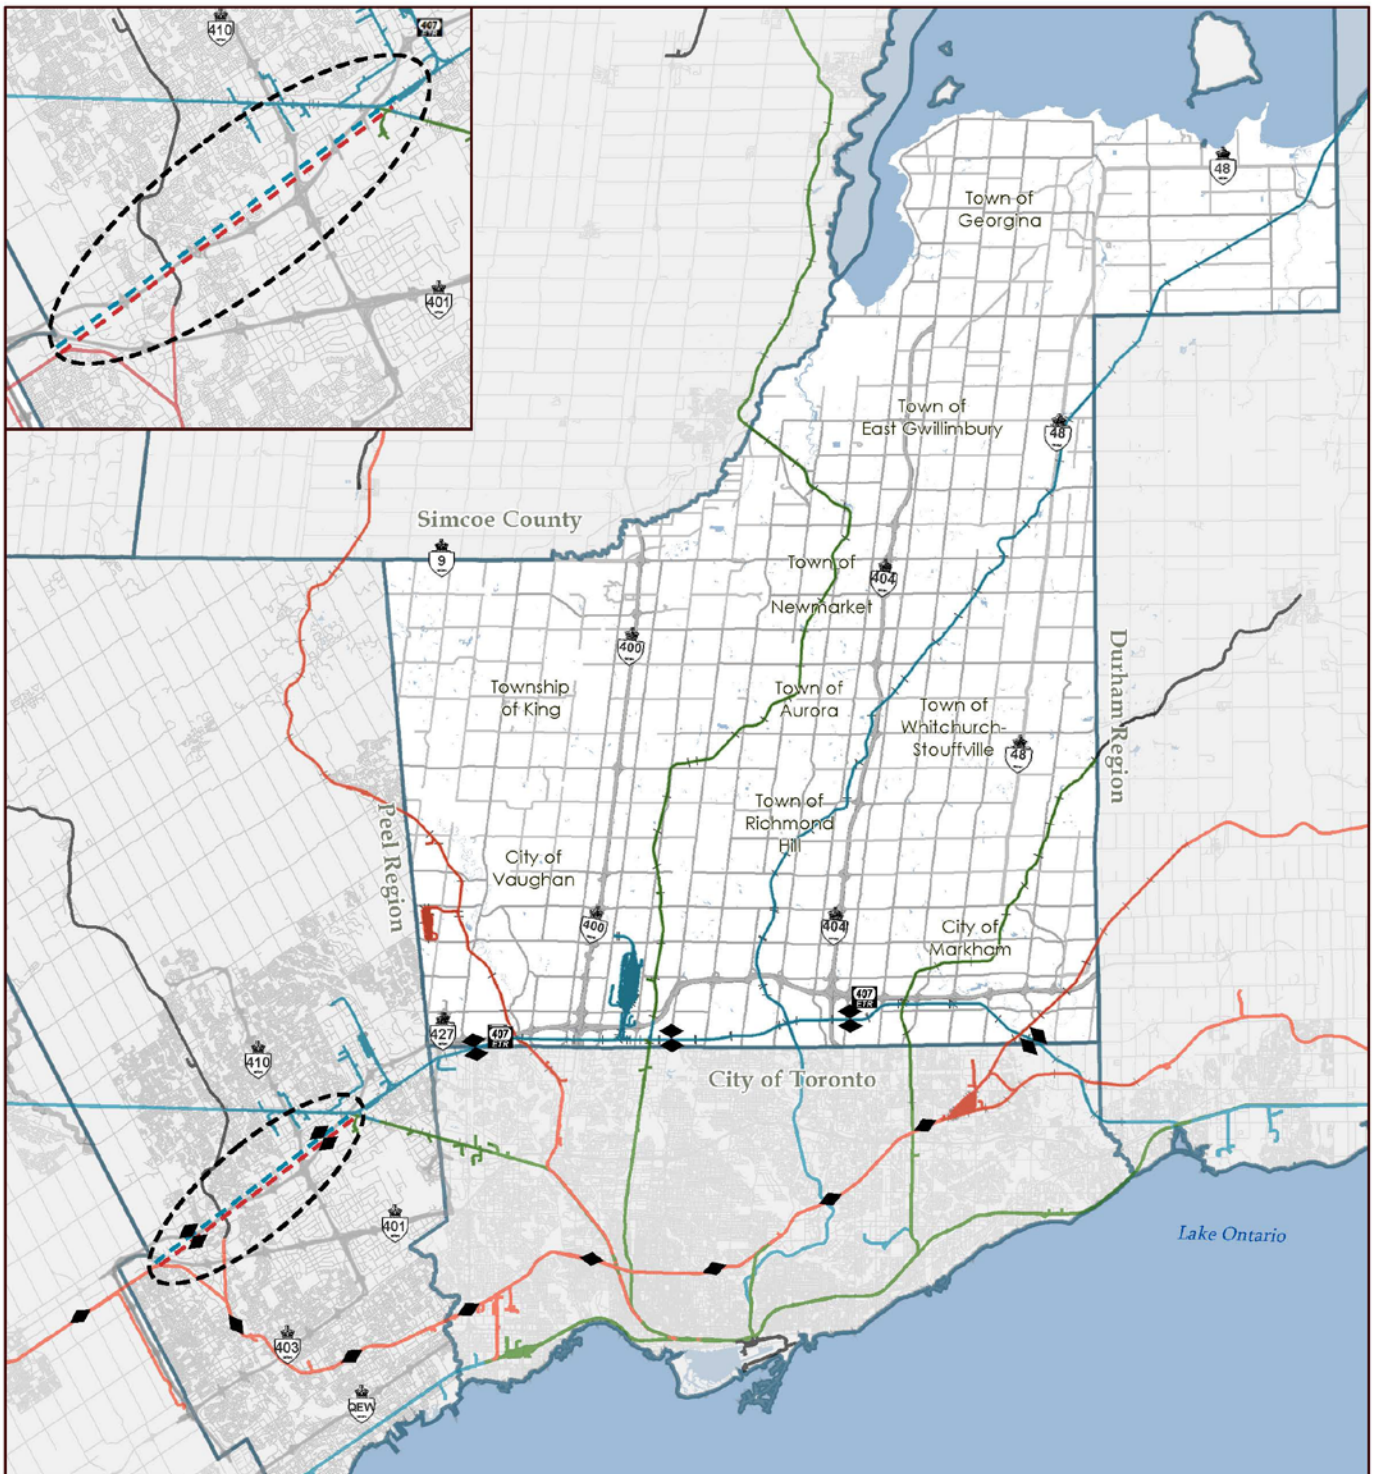 410
407
ETR
401
48
Town of
Georgina
Town of
East Gwillimbury
48
Simcoe County
9
Town of
Newmarket
404
400
Township
of King
Town of
Aurora
Town of
Whitchurch-
Stouffville
48
Durham Region
Peel Region
Town of
Richmond
Hill
City of
Vaughan
400
404
City of
Markham
407
ETR
427
407
ETR
410
City of Toronto
401
Lake Ontario
403
QEW